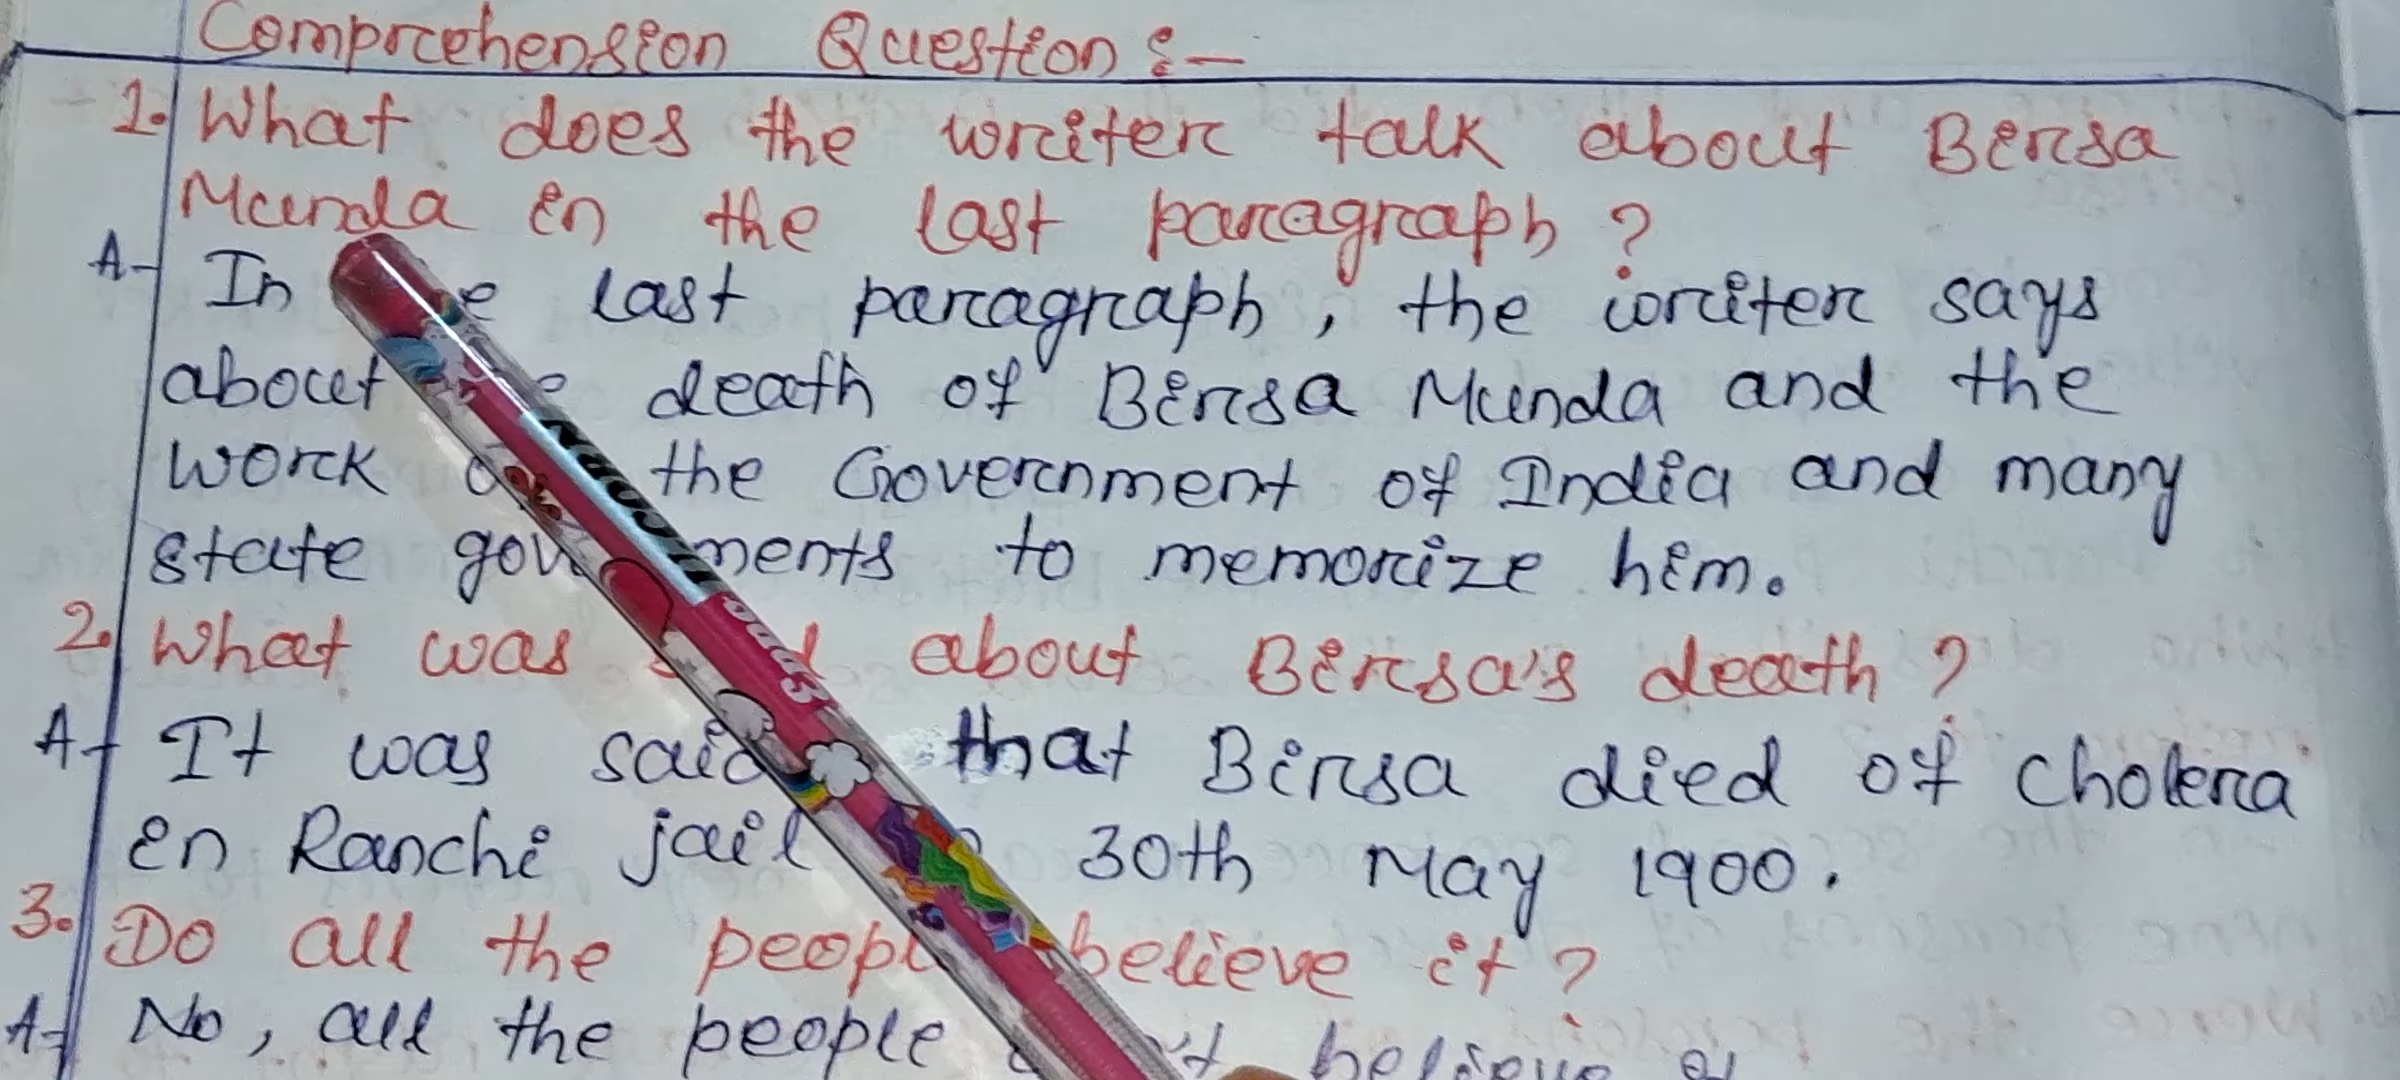 Comprehension Question :-
1. What does the writer talk about Birsa
Munda in the last paragraph ?
A- In last paragraph, the writer says
about death of Birsa Munda and the
work the Government of India and many
state to memorize him.
2. What was about Birsa's death ?
A- It was said that Birsa died of cholera
in Ranchi jail 30th May 1900.
3. Do all the believe it ?
A- No, all the people believe